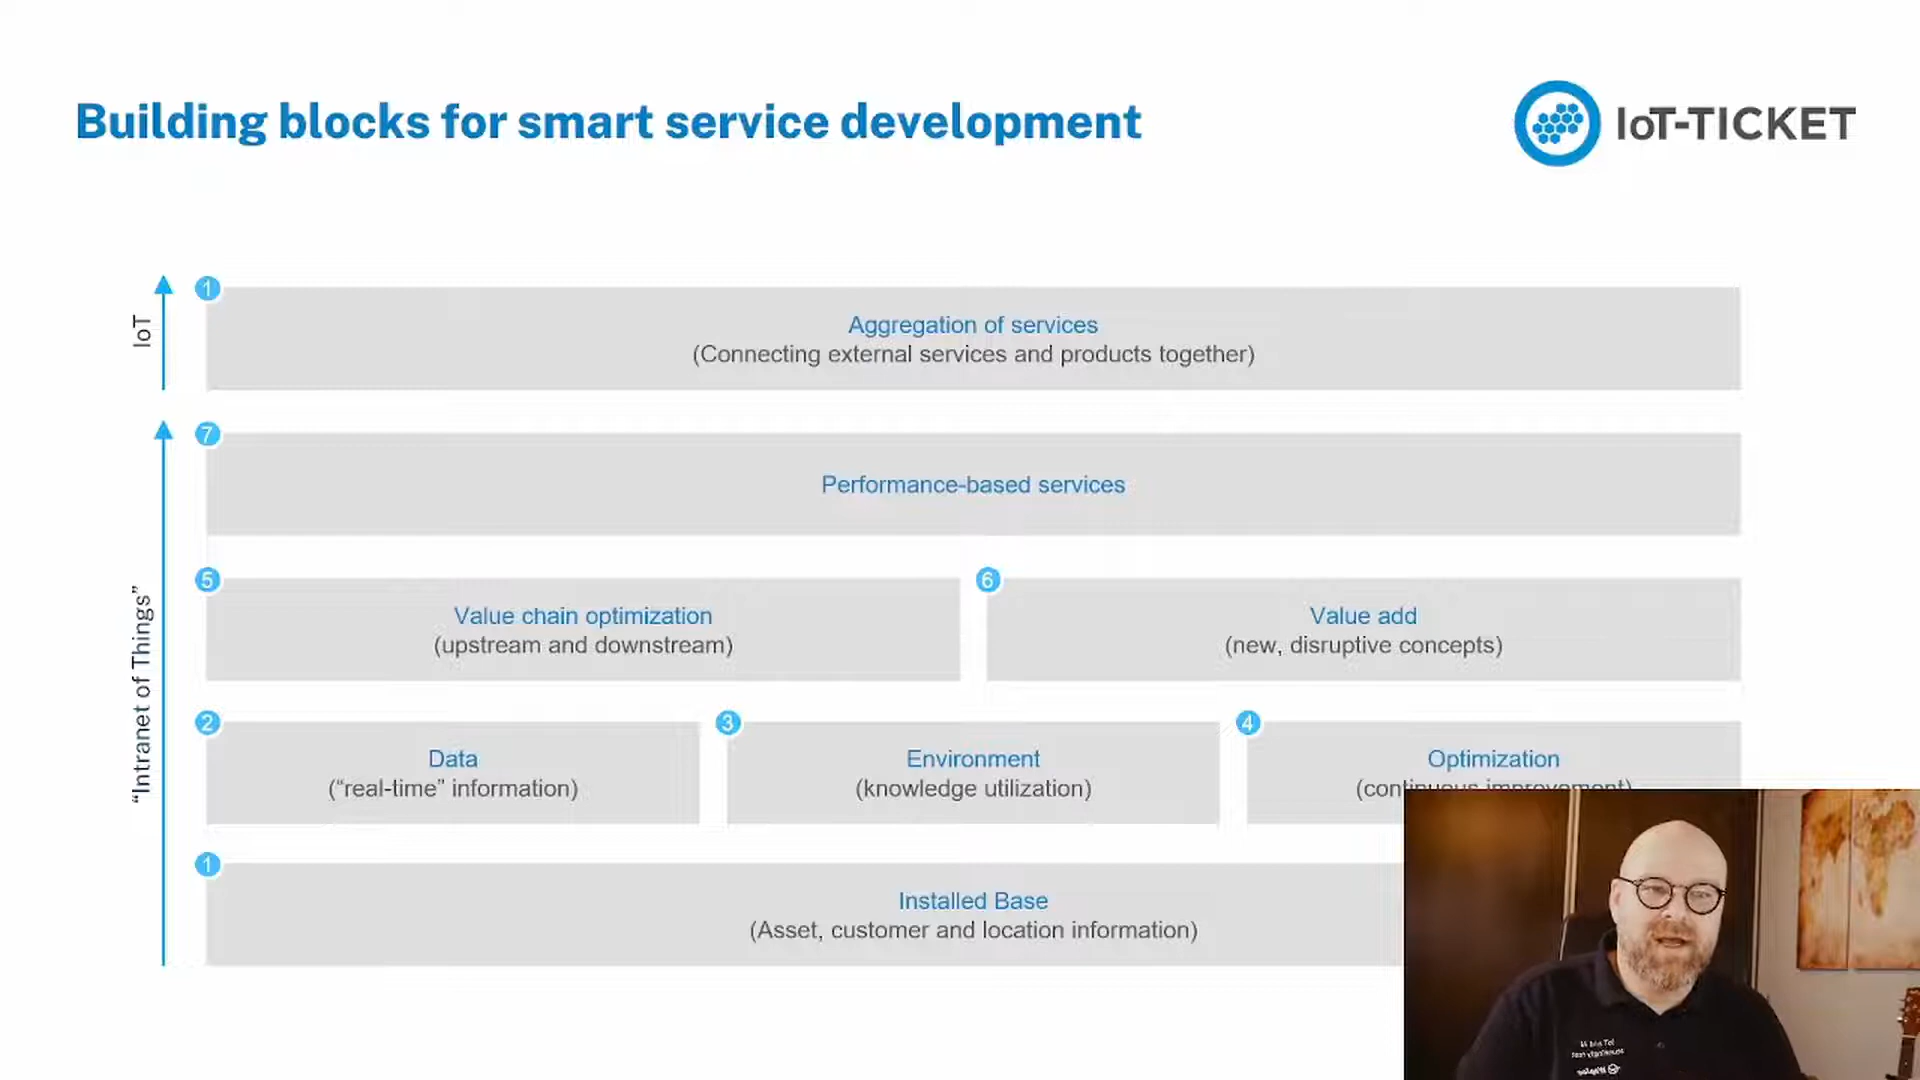 Building blocks for smart service development
IoT-TICKET
IoT
1
Aggregation of services
(Connecting external services and products together)
"Intranet of Things"
7
Performance-based services
5
Value chain optimization
(upstream and downstream)
6
Value add
(new, disruptive concepts)
2
Data
(“real-time” information)
3
Environment
(knowledge utilization)
4
Optimization
(continuous improvement)
1
Installed Base
(Asset, customer and location information)